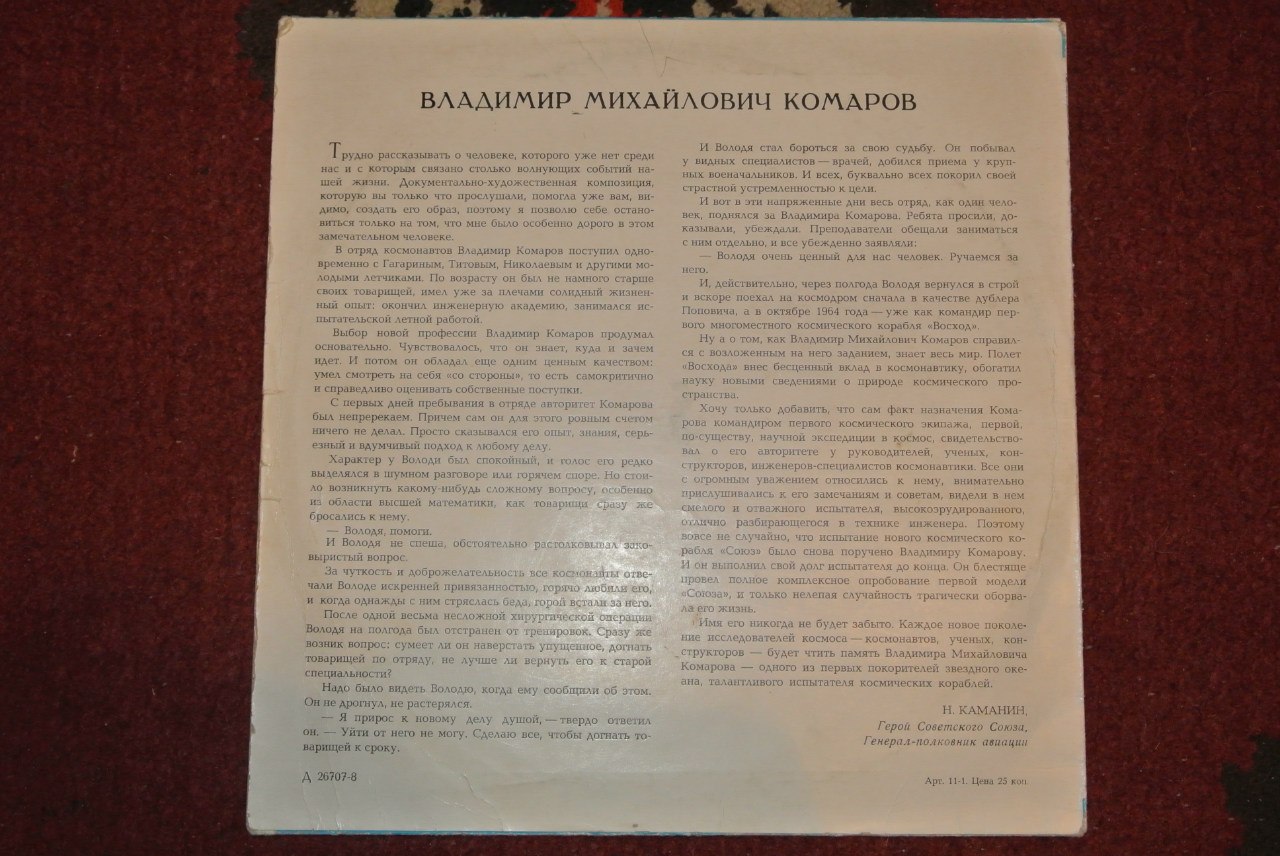 ВЛАДИМИР МИХАЙЛОВИЧ КОМАРОВ
Трудно рассказывать о человеке, которого уже нет среди
нас и с которым связано столько волнующих событий на-
шей жизни. Документально-художественная композиция,
которую вы только что прослушали, помогла уже вам, ви-
димо, создать его образ, поэтому я позволю себе остано-
виться только на том, что мне было особенно дорого в этом
замечательном человеке.
В отряд космонавтов Владимир Комаров поступил одно-
временно с Гагариным, Титовым, Николаевым и другими мо-
лодыми летчиками. По возрасту он был не намного старше
своих товарищей, имел уже за плечами солидный жизнен-
ный опыт: окончил инженерную академию, занимался ис-
пытательской летной работой.
Выбор новой профессии Владимир Комаров продумал
основательно. Чувствовалось, что он знает, куда и зачем
идет. И потом он обладал еще одним ценным качеством:
умел смотреть на себя «со стороны», то есть самокритично
и справедливо оценивать собственные поступки.
С первых дней пребывания в отряде авторитет Комарова
был непререкаем. Причем сам он для этого ровным счетом
ничего не делал. Просто сказывался его опыт, знания, серь-
езный и вдумчивый подход к любому делу.
Характер у Володи был спокойный, и голос его редко
выделялся в шумном разговоре или горячем споре. Но стои-
ло возникнуть какому-нибудь сложному вопросу, особенно
из области высшей математики, как товарищи сразу же
бросались к нему.
— Володя, помоги.
И Володя не спеша, обстоятельно растолковывал зако-
выристый вопрос.
За чуткость и доброжелательность все космонавты отве-
чали Володе искренней привязанностью, горячо любили его,
и когда однажды с ним стряслась беда, горой встали за него.
После одной весьма несложной хирургической операции
Володя на полгода был отстранен от тренировок. Сразу же
возник вопрос: сумеет ли он наверстать упущенное, догнать
товарищей по отряду, не лучше ли вернуть его к старой
специальности?
Надо было видеть Володю, когда ему сообщили об этом.
Он не дрогнул, не растерялся.
— Я прирос к новому делу душой, — твердо ответил
он. — Уйти от него не могу. Сделаю все, чтобы догнать то-
варищей к сроку.
И Володя стал бороться за свою судьбу. Он побывал
у видных специалистов — врачей, добился приема у круп-
ных военачальников. И всех, буквально всех покорил своей
страстной устремленностью к цели.
И вот в эти напряженные дни весь отряд, как один чело-
век, поднялся за Владимира Комарова. Ребята просили, до-
казывали, убеждали. Преподаватели обещали заниматься
с ним отдельно, и все убежденно заявляли:
— Володя очень ценный для нас человек. Ручаемся за
него.
И, действительно, через полгода Володя вернулся в строй
и вскоре поехал на космодром сначала в качестве дублера
Поповича, а в октябре 1964 года — уже как командир пер-
вого многоместного космического корабля «Восход».
Ну а о том, как Владимир Михайлович Комаров справил-
ся с возложенным на него заданием, знает весь мир. Полет
«Восхода» внес бесценный вклад в космонавтику, обогатил
науку новыми сведениями о природе космического про-
странства.
Хочу только добавить, что сам факт назначения Кома-
рова командиром первого космического экипажа, первой,
по-существу, научной экспедиции в космос, свидетельство-
вал о его авторитете у руководителей, ученых, кон-
структоров, инженеров-специалистов космонавтики. Все они
с огромным уважением относились к нему, внимательно
прислушивались к его замечаниям и советам, видели в нем
смелого и отважного испытателя, высокоэрудированного,
отлично разбирающегося в технике инженера. Поэтому
вовсе не случайно, что испытание нового космического ко-
рабля «Союз» было снова поручено Владимиру Комарову.
И он выполнил свой долг испытателя до конца. Он блестяще
провел полное комплексное опробование первой модели
«Союза», и только нелепая случайность трагически оборва-
ла его жизнь.
Имя его никогда не будет забыто. Каждое новое поколе-
ние исследователей космоса — космонавтов, ученых, кон-
структоров — будет чтить память Владимира Михайловича
Комарова — одного из первых покорителей звездного оке-
ана, талантливого испытателя космических кораблей.
Н. КАМАНИН,
Герой Советского Союза,
Генерал-полковник авиации
Д 26707-8
Арт. 11-1. Цена 25 коп.